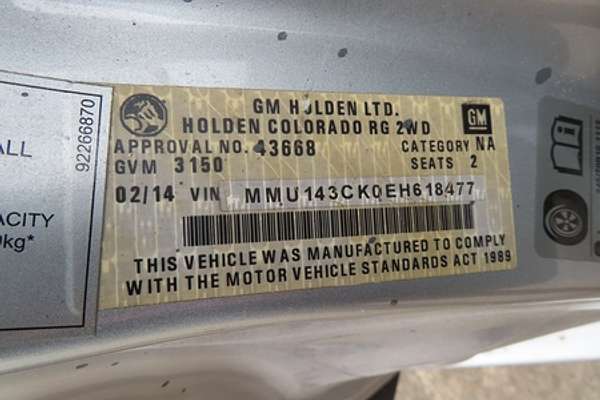 GM HOLDEN LTD.
HOLDEN COLORADO RG 2WD
GM
APPROVAL NO. 43668 CATEGORY NA
GVM 3150 SEATS 2
02/14 VIN MMU143CK0EH618477
THIS VEHICLE WAS MANUFACTURED TO COMPLY
WITH THE MOTOR VEHICLE STANDARDS ACT 1989
92266870
ALL
ACITY
kg*